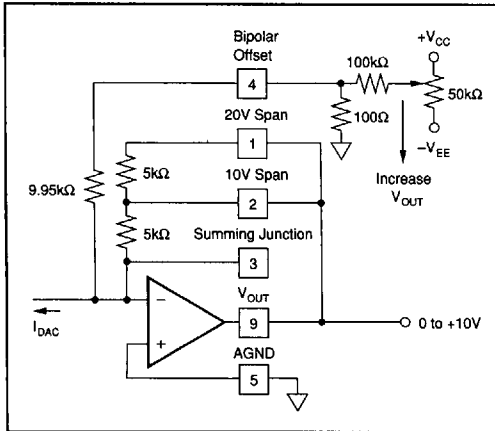 Bipolar
Offset
4
100kΩ
+VCC
50kΩ
100Ω
–VEE
20V Span
1
5kΩ
Increase
VOUT
10V Span
2
9.95kΩ
5kΩ
Summing Junction
3
IDAC
–
+
VOUT
9
0 to +10V
AGND
5